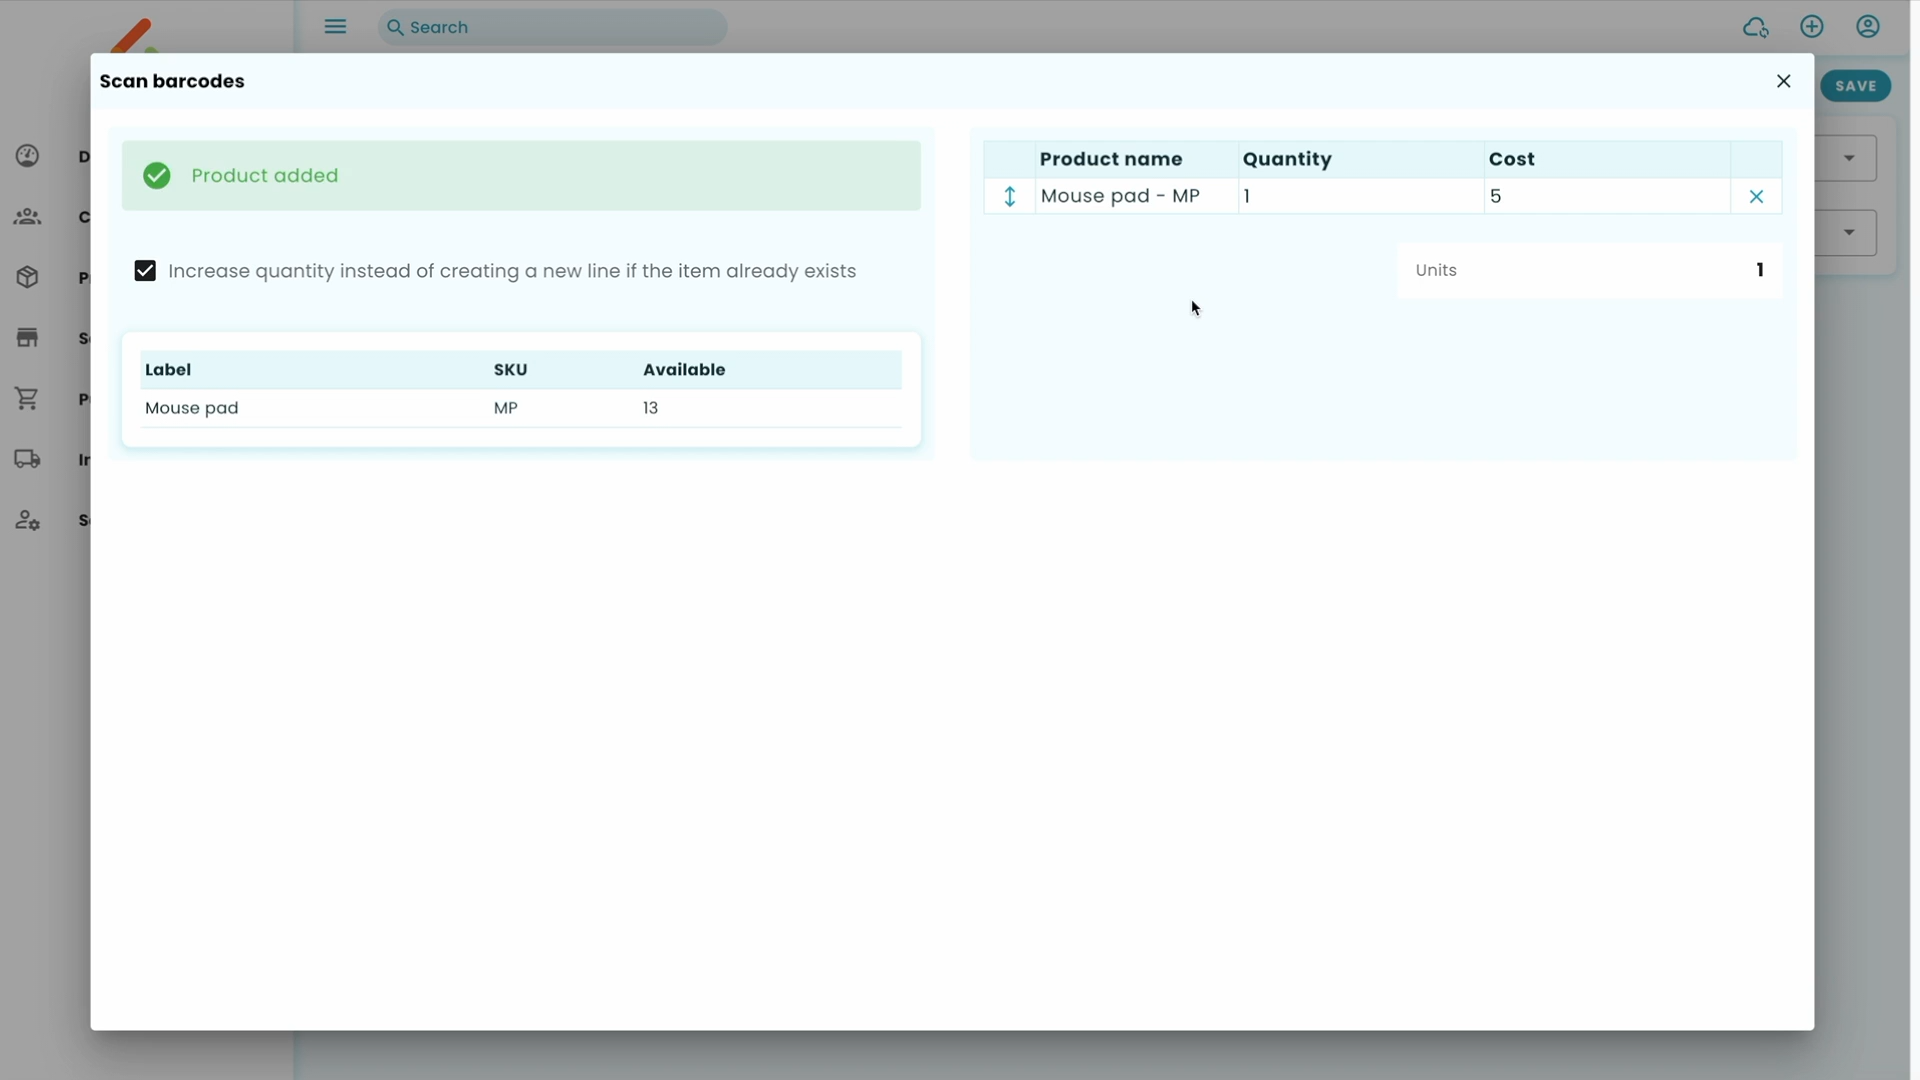 Search
Scan barcodes
SAVE
Product added
Increase quantity instead of creating a new line if the item already exists
Label SKU Available
Mouse pad MP 13
Product name Quantity Cost
Mouse pad - MP 1 5
Units 1